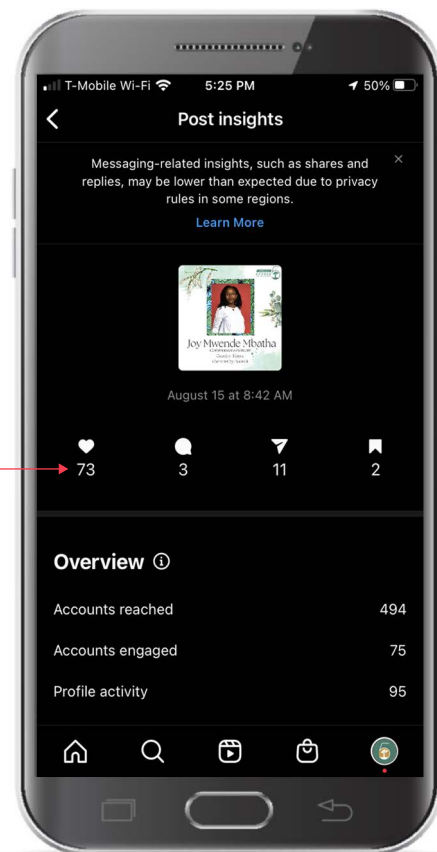 T-Mobile Wi-Fi 5:25 PM 50%
Post insights
Messaging-related insights, such as shares and
replies, may be lower than expected due to privacy
rules in some regions.
Learn More
Joy Mwende Mbatha
August 15 at 8:42 AM
73 3 11 2
Overview
Accounts reached 494
Accounts engaged 75
Profile activity 95